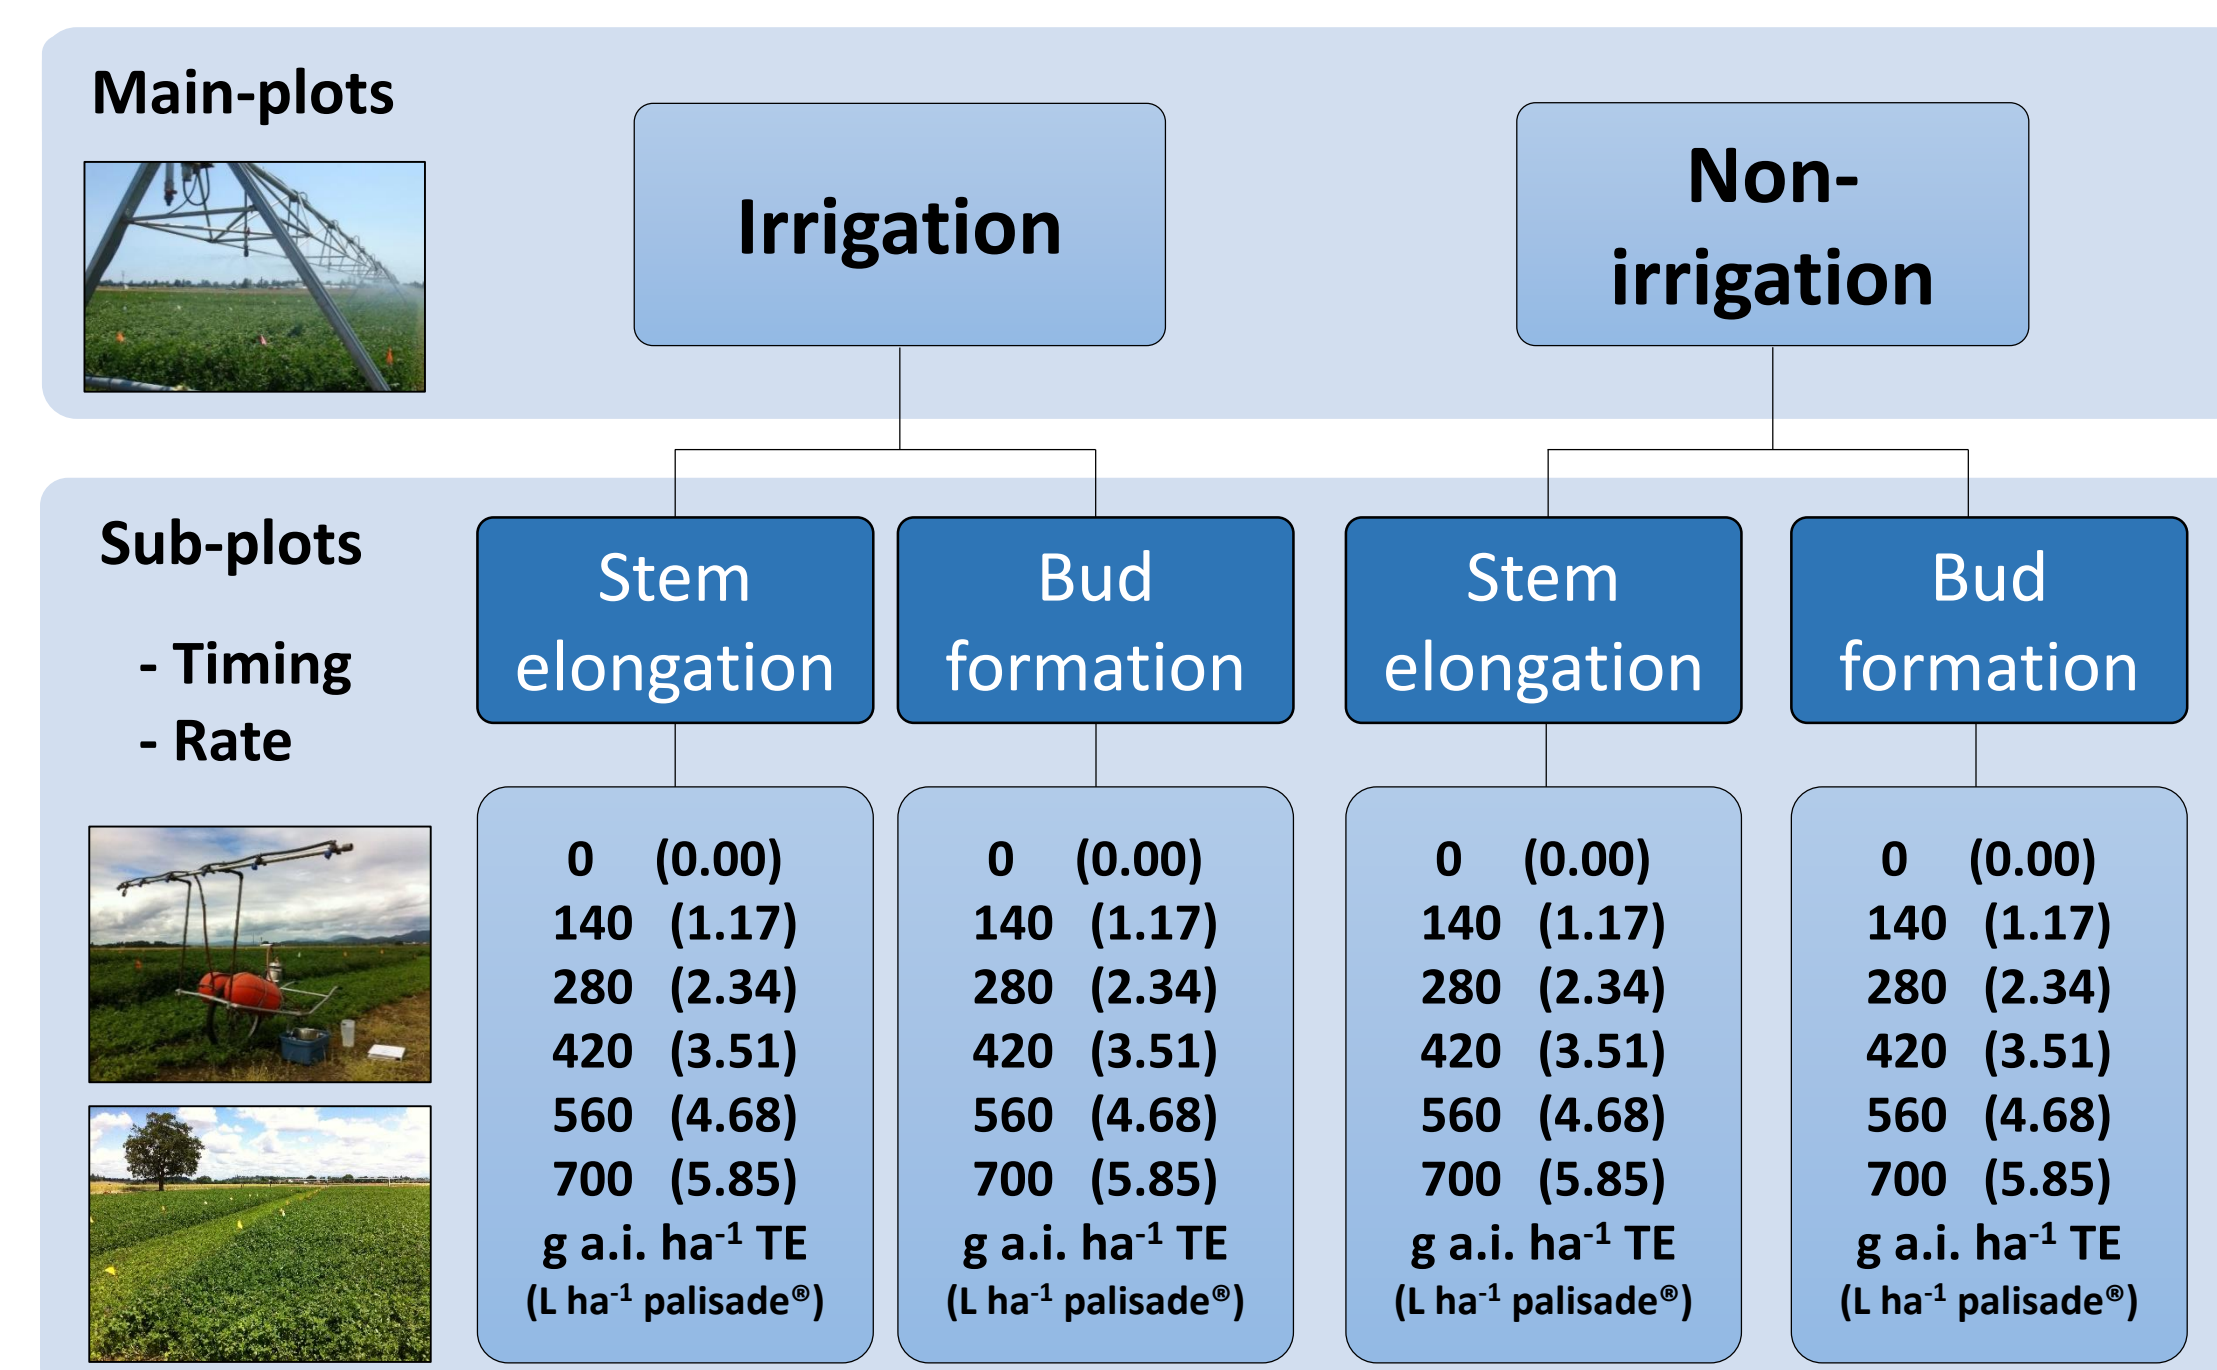 Main-plots
Irrigation
Non-
irrigation
Sub-plots
- Timing
- Rate
Stem
elongation
Bud
formation
Stem
elongation
Bud
formation
0 (0.00)
140 (1.17)
280 (2.34)
420 (3.51)
560 (4.68)
700 (5.85)
g a.i. ha⁻¹ TE
(L ha⁻¹ palisade®)
0 (0.00)
140 (1.17)
280 (2.34)
420 (3.51)
560 (4.68)
700 (5.85)
g a.i. ha⁻¹ TE
(L ha⁻¹ palisade®)
0 (0.00)
140 (1.17)
280 (2.34)
420 (3.51)
560 (4.68)
700 (5.85)
g a.i. ha⁻¹ TE
(L ha⁻¹ palisade®)
0 (0.00)
140 (1.17)
280 (2.34)
420 (3.51)
560 (4.68)
700 (5.85)
g a.i. ha⁻¹ TE
(L ha⁻¹ palisade®)